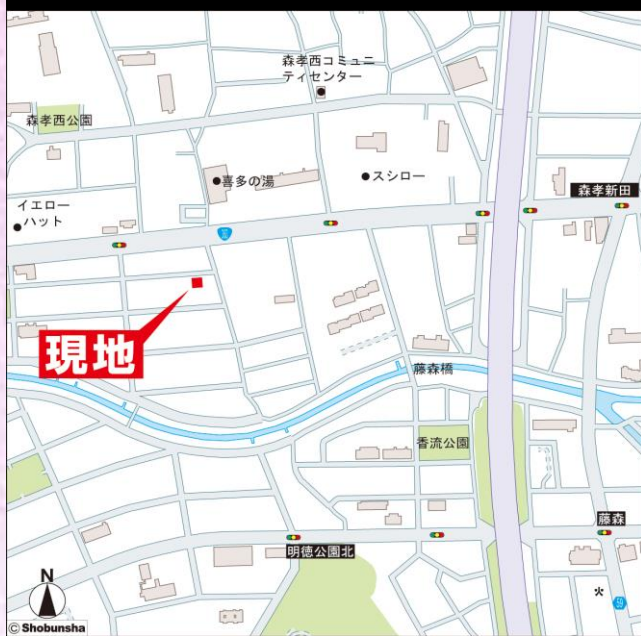 森孝西コミュニ
ティセンター
森孝西公園
喜多の湯
スシロー
森孝新田
イエロー
ハット
現地
藤森橋
香流公園
藤森
明徳公園北
N
59
© Shobunsha